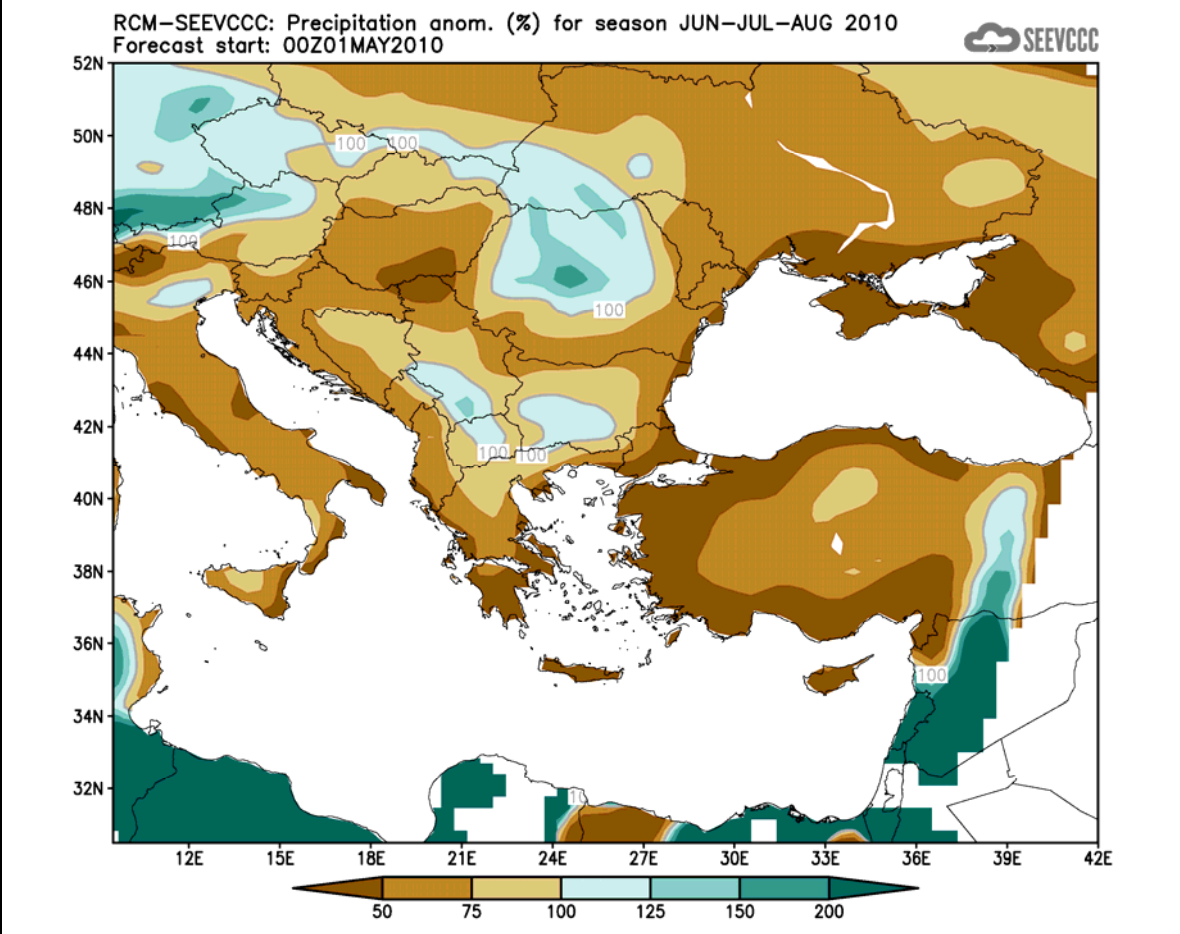 RCM-SEEVCCC: Precipitation anom. (%) for season JUN-JUL-AUG 2010
Forecast start: 00Z01MAY2010
SEEVCCC
52N
50N
48N
46N
44N
42N
40N
38N
36N
34N
32N
100 100
100
100
100 100
100
10
12E 15E 18E 21E 24E 27E 30E 33E 36E 39E 42E
50 75 100 125 150 200